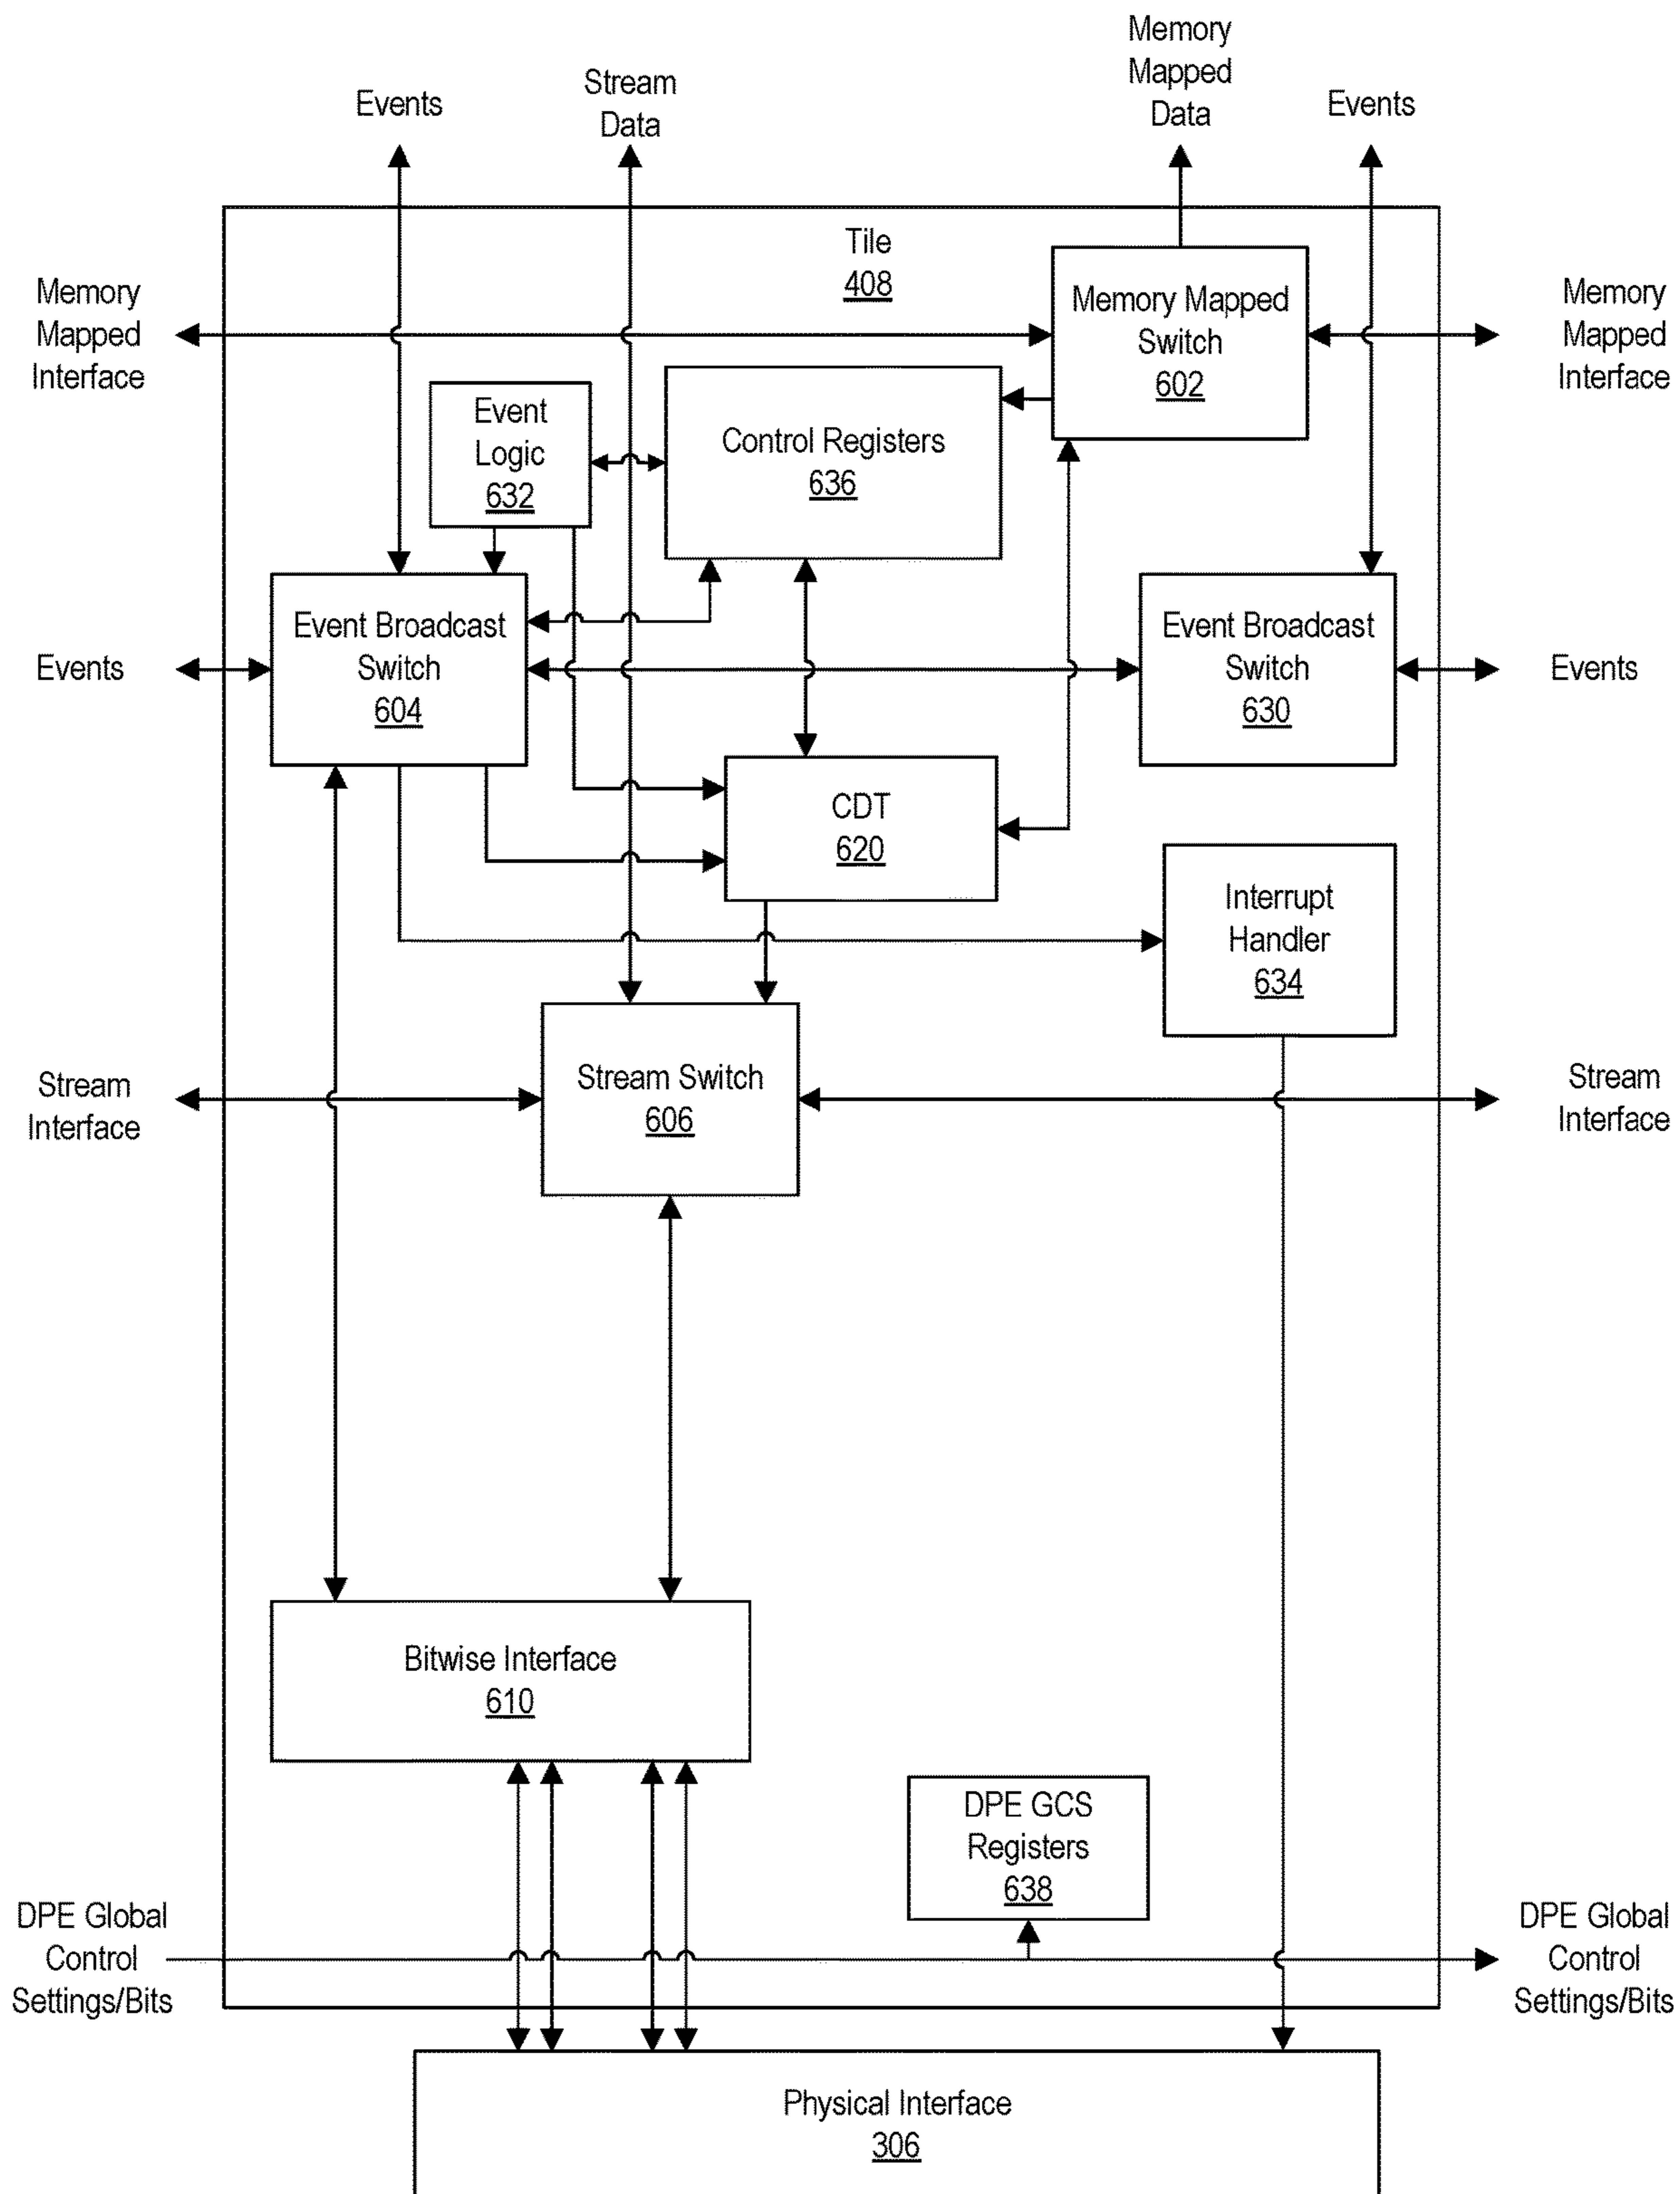 Memory
Mapped
Data
Stream
Data
Events
Events
Tile
408
Memory
Mapped
Interface
Memory Mapped
Switch
602
Memory
Mapped
Interface
Event
Logic
632
Control Registers
636
Event Broadcast
Switch
604
Event Broadcast
Switch
630
Events
Events
CDT
620
Interrupt
Handler
634
Stream
Interface
Stream Switch
606
Stream
Interface
Bitwise Interface
610
DPE GCS
Registers
638
DPE Global
Control
Settings/Bits
DPE Global
Control
Settings/Bits
Physical Interface
306